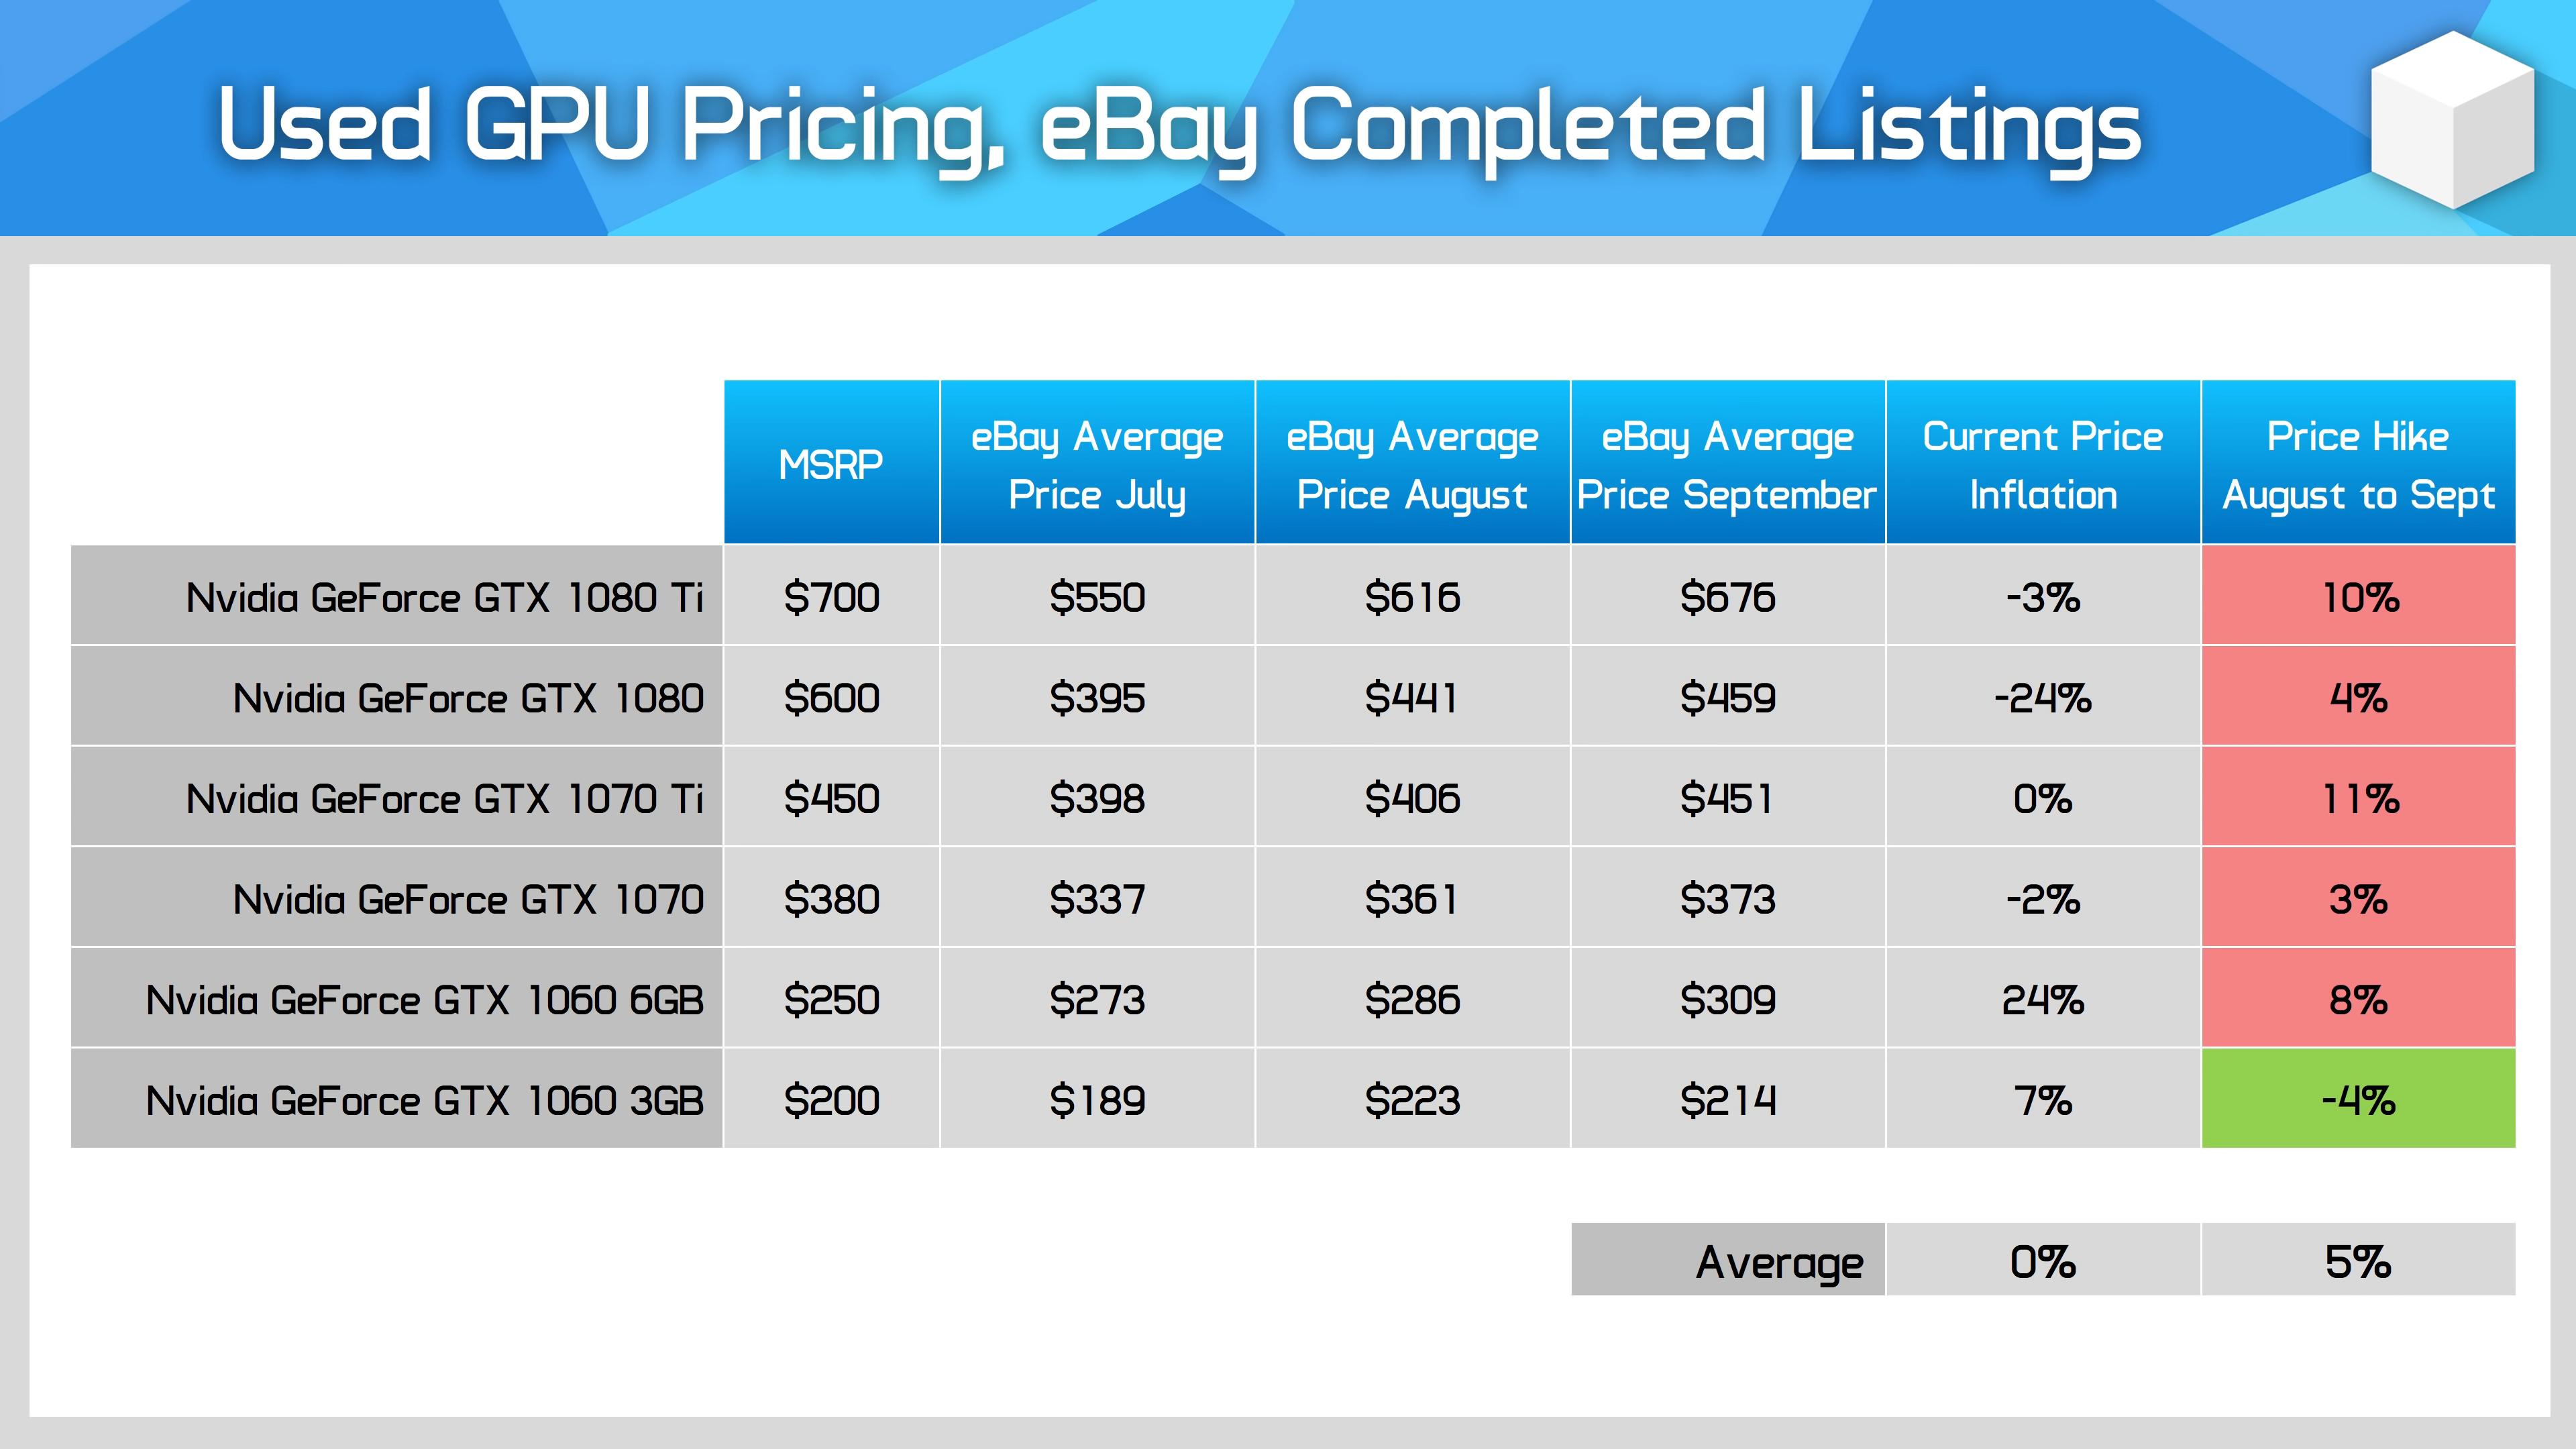 Used GPU Pricing, eBay Completed Listings
MSRP
eBay Average
Price July
eBay Average
Price August
eBay Average
Price September
Current Price
Inflation
Price Hike
August to Sept
Nvidia GeForce GTX 1080 Ti $700 $550 $616 $676 -3% 10%
Nvidia GeForce GTX 1080 $600 $395 $441 $459 -24% 4%
Nvidia GeForce GTX 1070 Ti $450 $398 $406 $451 0% 11%
Nvidia GeForce GTX 1070 $380 $337 $361 $373 -2% 3%
Nvidia GeForce GTX 1060 6GB $250 $273 $286 $309 24% 8%
Nvidia GeForce GTX 1060 3GB $200 $189 $223 $214 7% -4%
Average 0% 5%